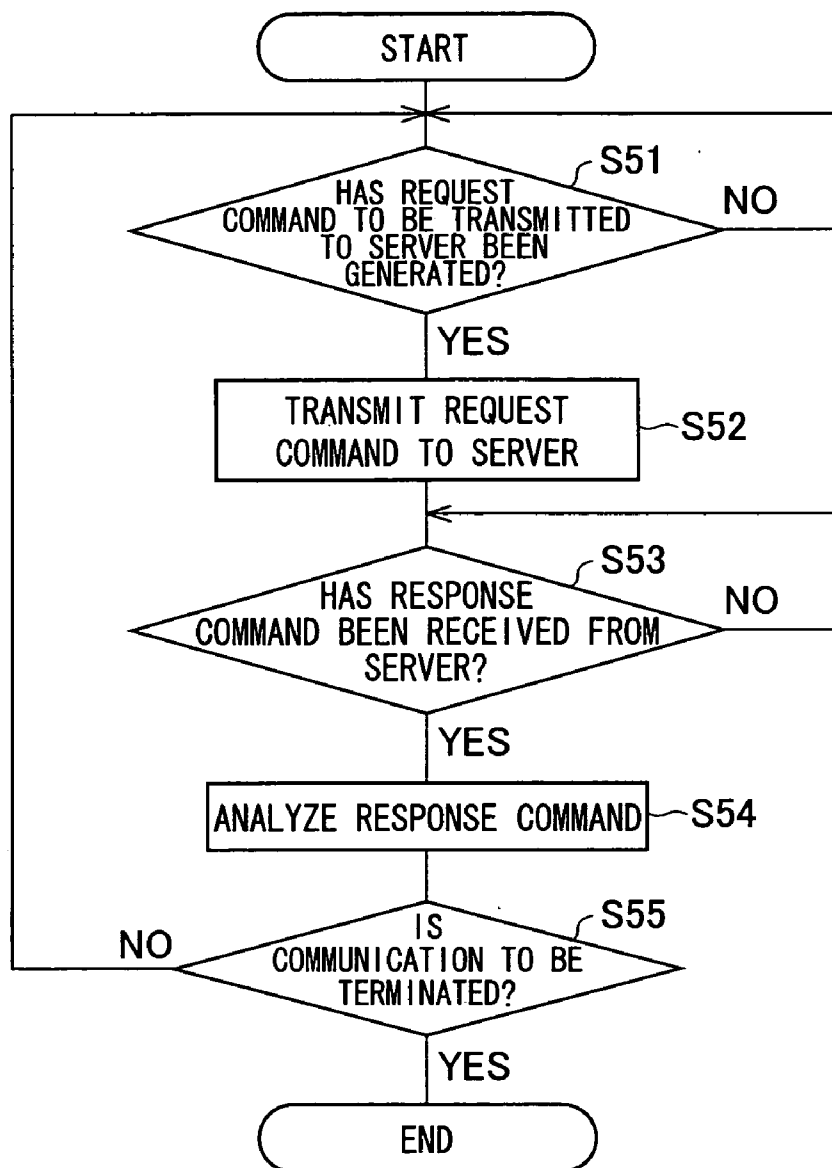 START
S51
HAS REQUEST
COMMAND TO BE TRANSMITTED
TO SERVER BEEN
GENERATED?
NO
YES
TRANSMIT REQUEST
COMMAND TO SERVER
S52
S53
HAS RESPONSE
COMMAND BEEN RECEIVED FROM
SERVER?
NO
YES
ANALYZE RESPONSE COMMAND
S54
S55
IS
COMMUNICATION TO BE
TERMINATED?
NO
YES
END